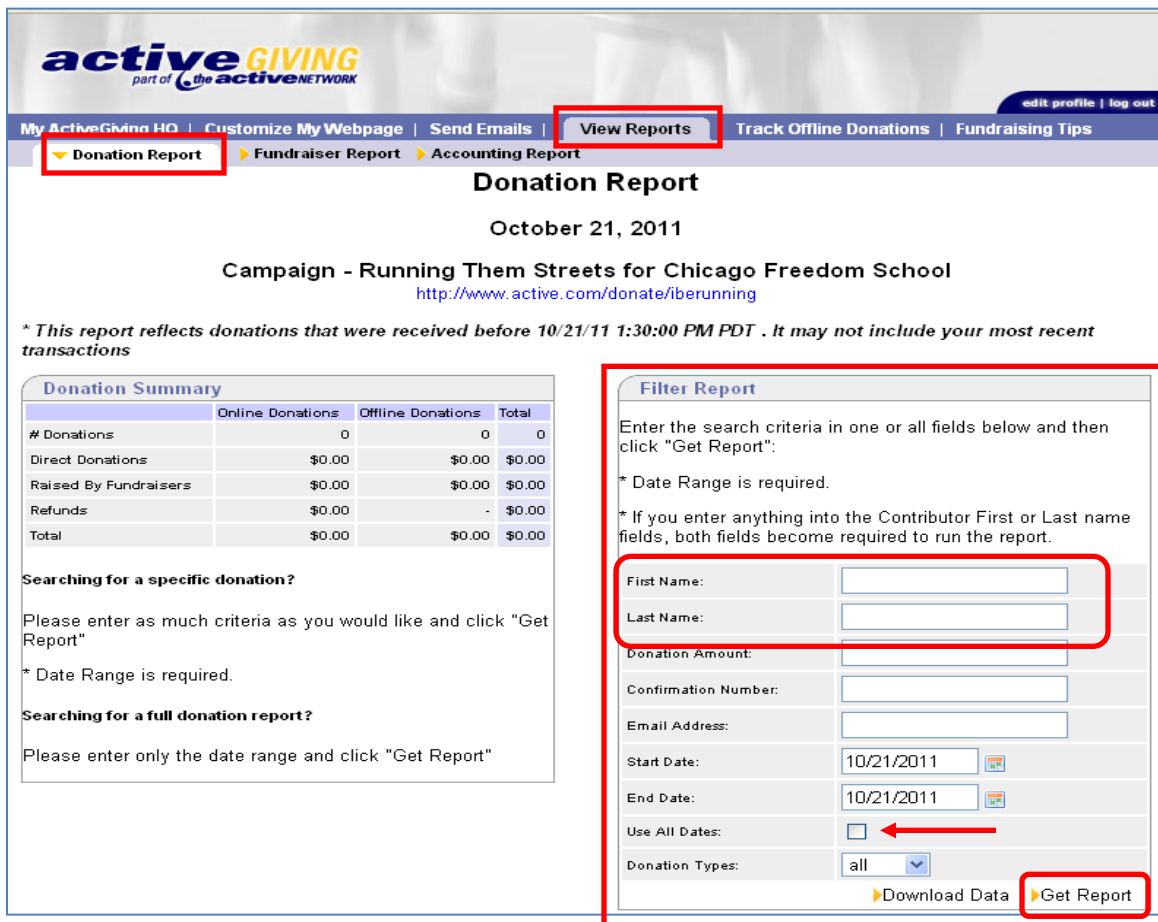 active GIVING
part of the activeNETWORK
edit profile | log out
My ActiveGiving HQ | Customize My Webpage | Send Emails | View Reports Track Offline Donations | Fundraising Tips
Donation Report Fundraiser Report Accounting Report
Donation Report
October 21, 2011
Campaign - Running Them Streets for Chicago Freedom School
http://www.active.com/donate/iberunning
* This report reflects donations that were received before 10/21/11 1:30:00 PM PDT . It may not include your most recent
transactions
Donation Summary
Online Donations Offline Donations Total
# Donations 0 0 0
Direct Donations $0.00 $0.00 $0.00
Raised By Fundraisers $0.00 $0.00 $0.00
Refunds $0.00 - $0.00
Total $0.00 $0.00 $0.00
Searching for a specific donation?
Please enter as much criteria as you would like and click "Get
Report"
* Date Range is required.
Searching for a full donation report?
Please enter only the date range and click "Get Report"
Filter Report
Enter the search criteria in one or all fields below and then
click "Get Report":
* Date Range is required.
* If you enter anything into the Contributor First or Last name
fields, both fields become required to run the report.
First Name:
Last Name:
Donation Amount:
Confirmation Number:
Email Address:
Start Date: 10/21/2011
End Date: 10/21/2011
Use All Dates:
Donation Types: all
Download Data Get Report